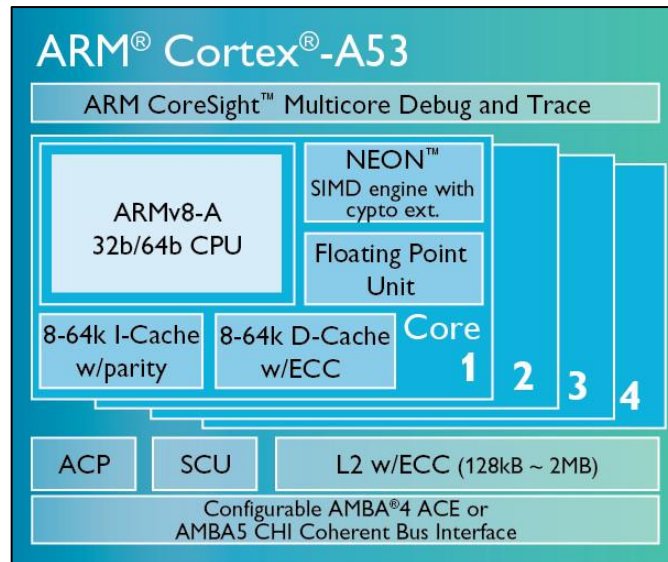 ARM® Cortex®-A53
ARM CoreSight™ Multicore Debug and Trace
ARMv8-A
32b/64b CPU
NEON™
SIMD engine with
cypto ext.
Floating Point
Unit
8-64k I-Cache
w/parity
8-64k D-Cache
w/ECC
Core
1
2
3
4
ACP
SCU
L2 w/ECC (128kB ~ 2MB)
Configurable AMBA®4 ACE or
AMBA5 CHI Coherent Bus Interface